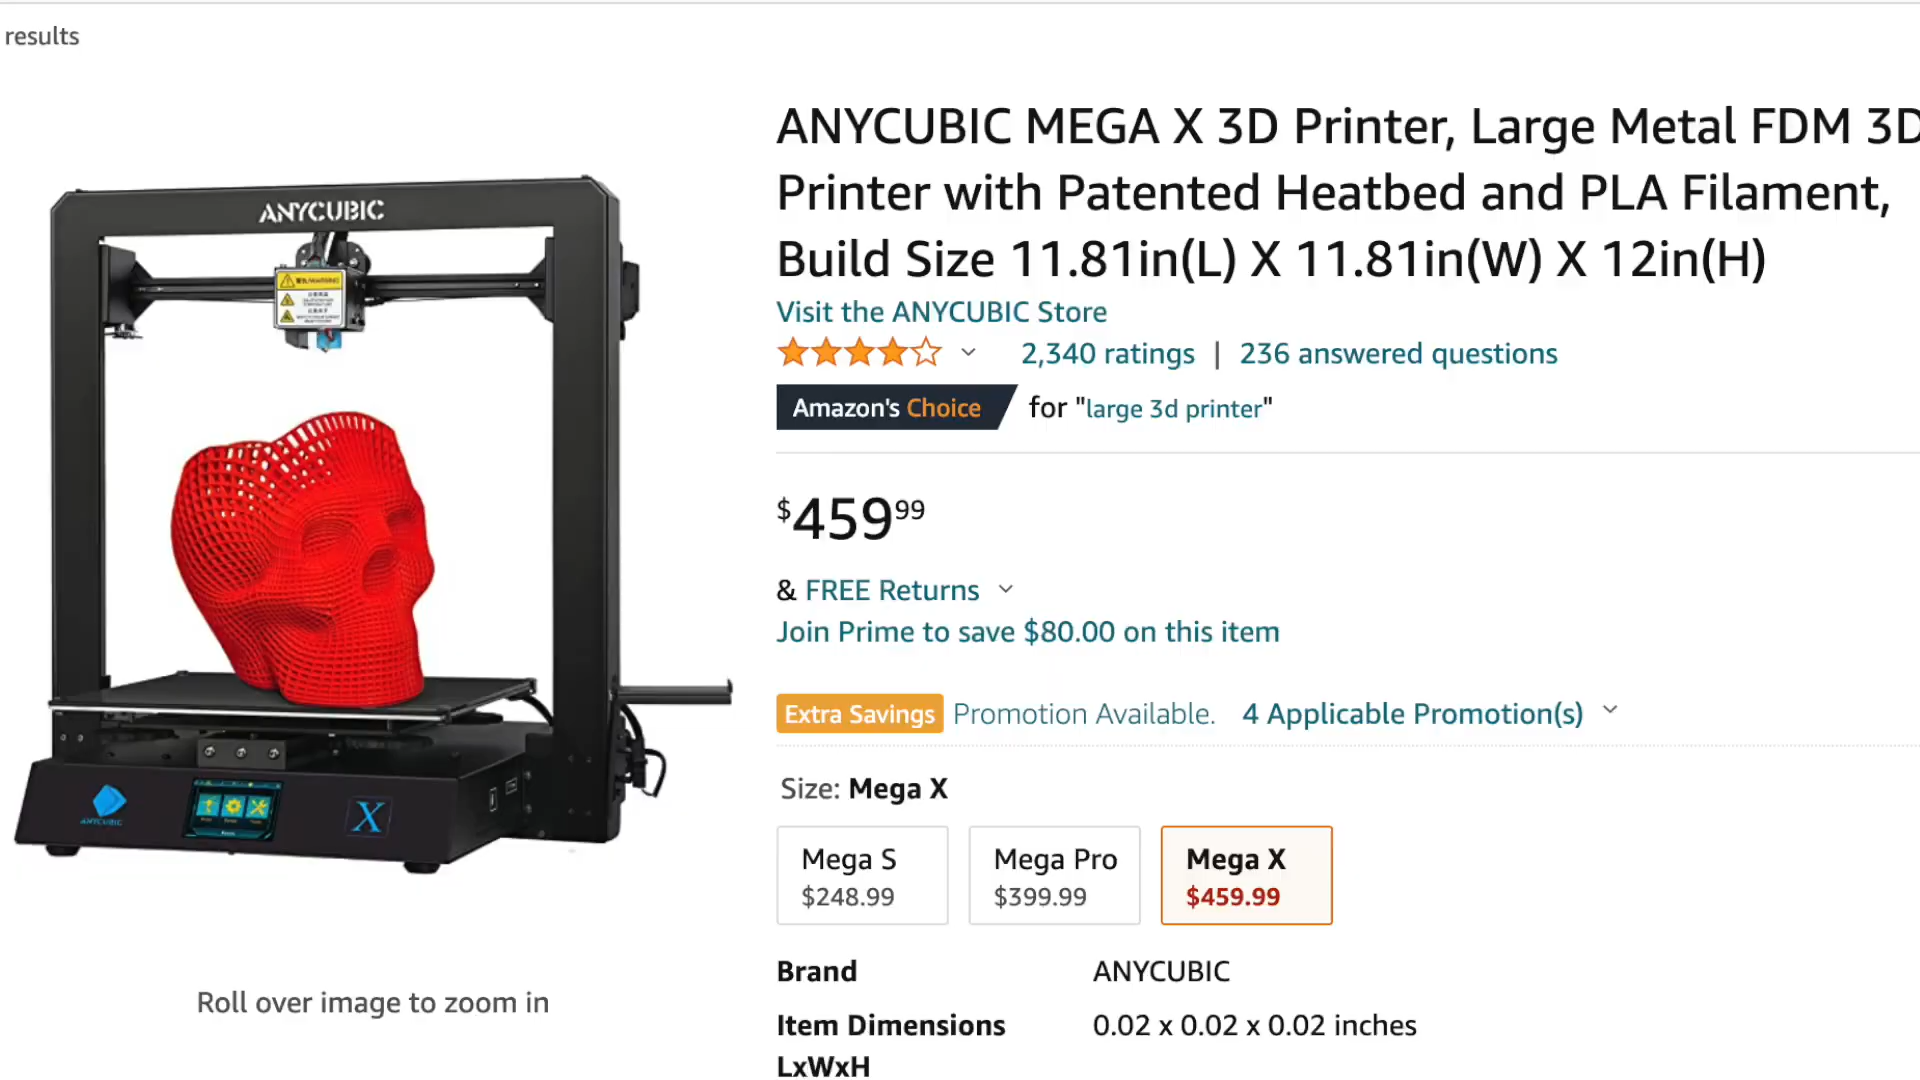 results
ANYCUBIC MEGA X 3D Printer, Large Metal FDM 3D
Printer with Patented Heatbed and PLA Filament,
Build Size 11.81in(L) X 11.81in(W) X 12in(H)
Visit the ANYCUBIC Store
2,340 ratings | 236 answered questions
Amazon's Choice for "large 3d printer"
$459 99
& FREE Returns
Join Prime to save $80.00 on this item
Extra Savings Promotion Available. 4 Applicable Promotion(s)
Size: Mega X
Mega S Mega Pro Mega X
$248.99 $399.99 $459.99
Brand ANYCUBIC
Item Dimensions 0.02 x 0.02 x 0.02 inches
LxWxH
ANYCUBIC
ANYCUBIC
X
Roll over image to zoom in